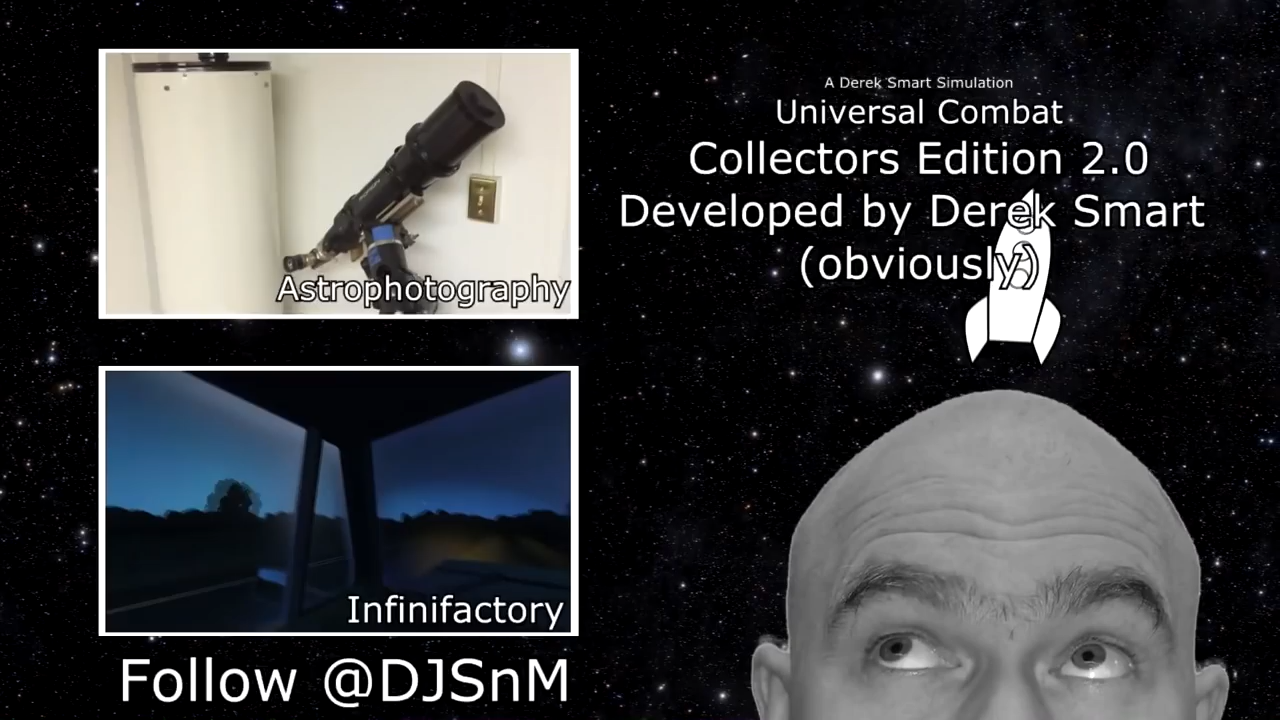 Astrophotography
Infinifactory
Follow @DJSnM
A Derek Smart Simulation
Universal Combat
Collectors Edition 2.0
Developed by Derek Smart
(obviously)